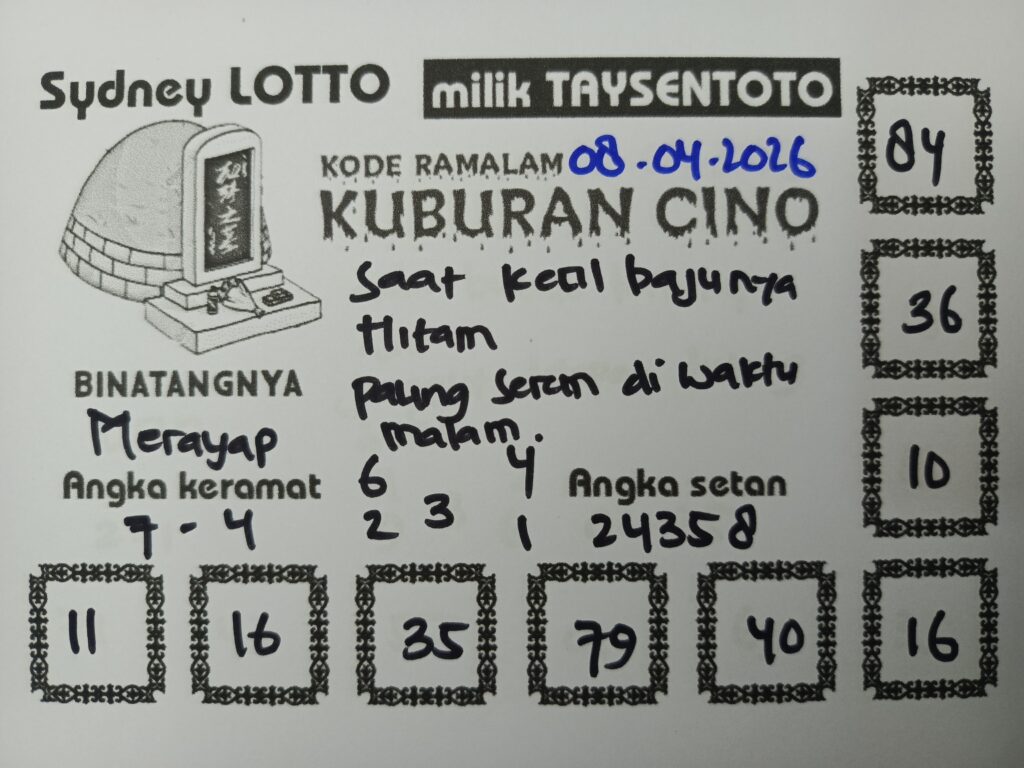 Sydney LOTTO
milik TAYSENTOTO
KODE RAMALAM 08.04.2026
KUBURAN CINO
Saat kecil bajunya
Hitam
paling seram di waktu
malam.
BINATANGNYA
Merayap
Angka keramat
7 - 4
6 4
3
2 1
Angka setan
24358
84
36
10
11 16 35 79 40 16